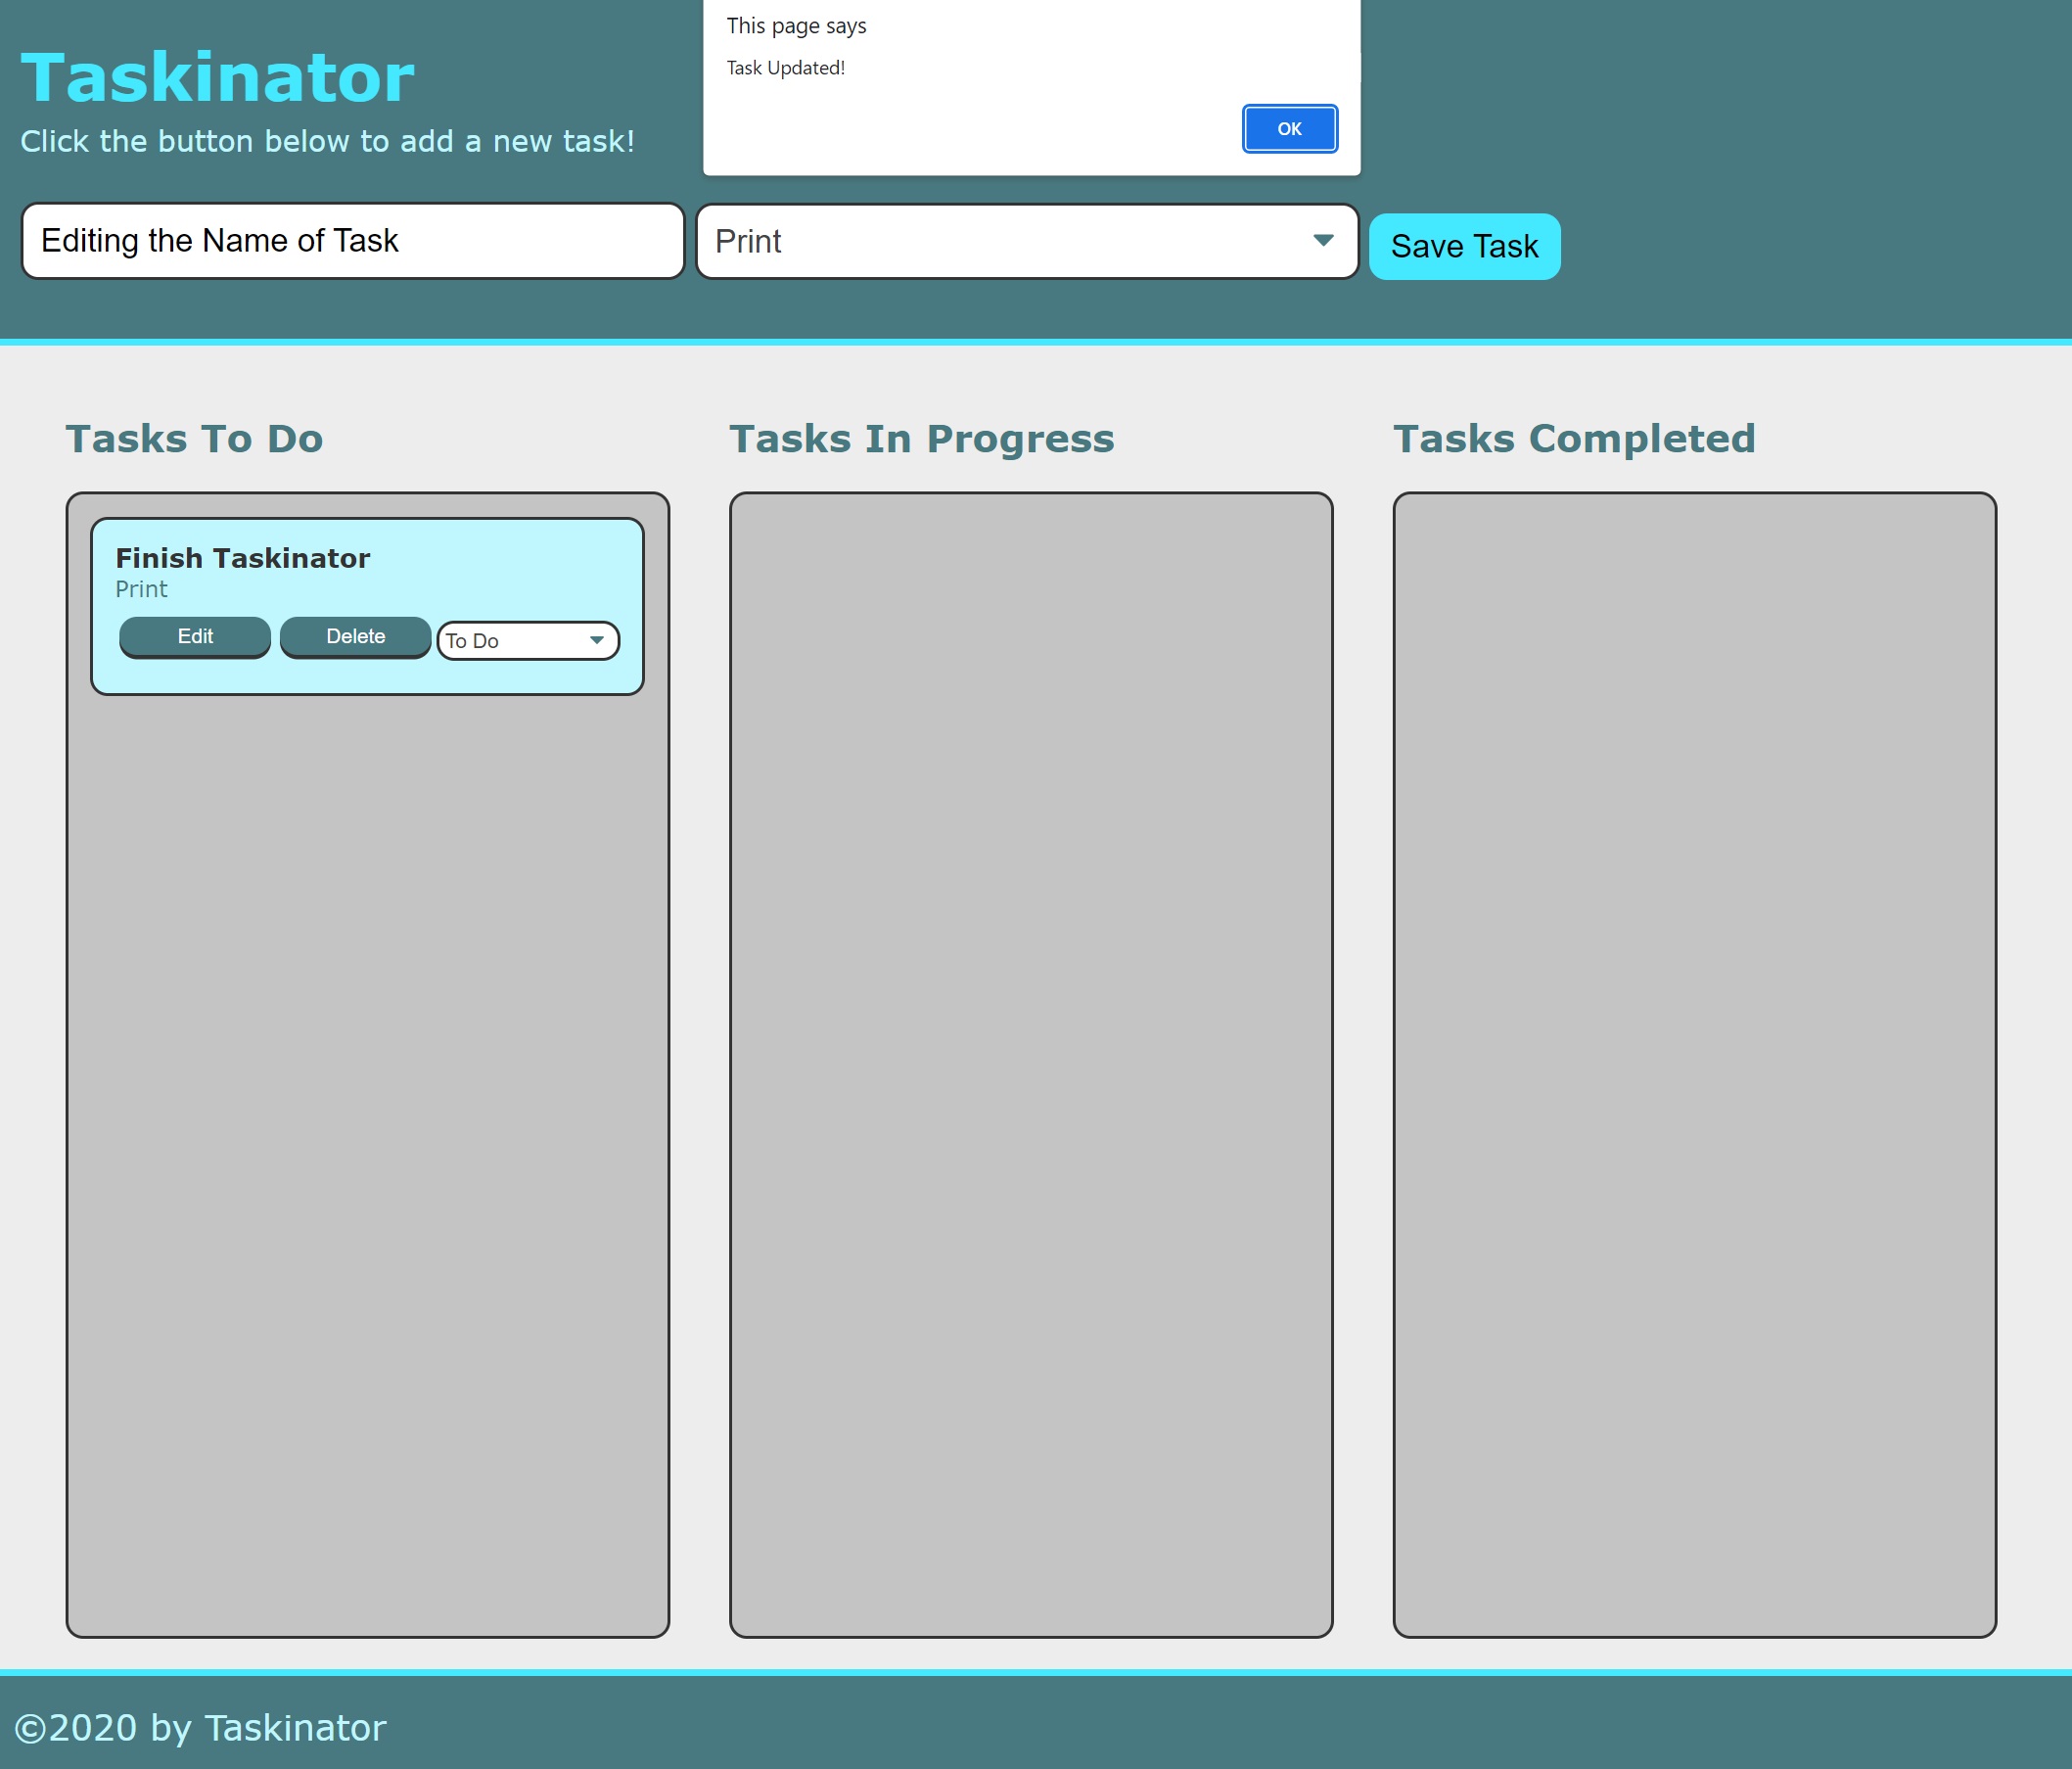 This page says
Task Updated!
OK
Taskinator
Click the button below to add a new task!
Editing the Name of Task
Print
Save Task
Tasks To Do
Tasks In Progress
Tasks Completed
Finish Taskinator
Print
Edit
Delete
To Do
©2020 by Taskinator